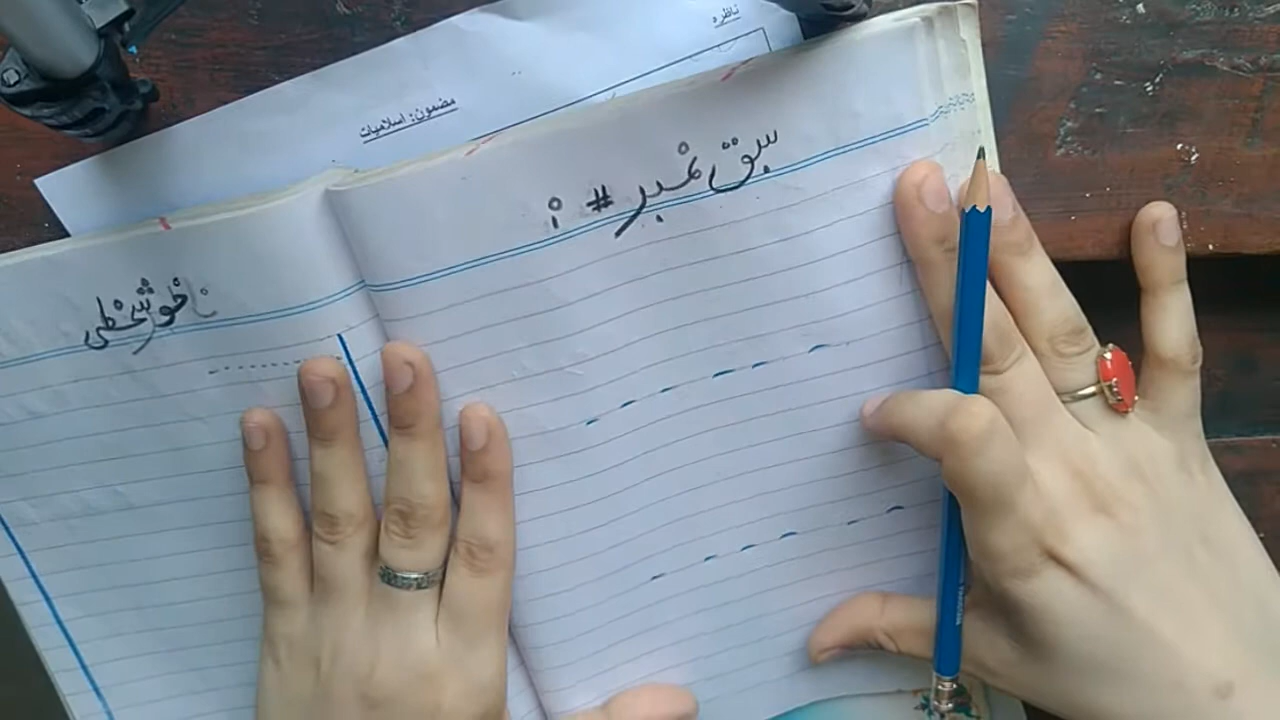 ناظرہ
مضمون: اسلامیات
سبق نمبر # ۱:
خوشخطی